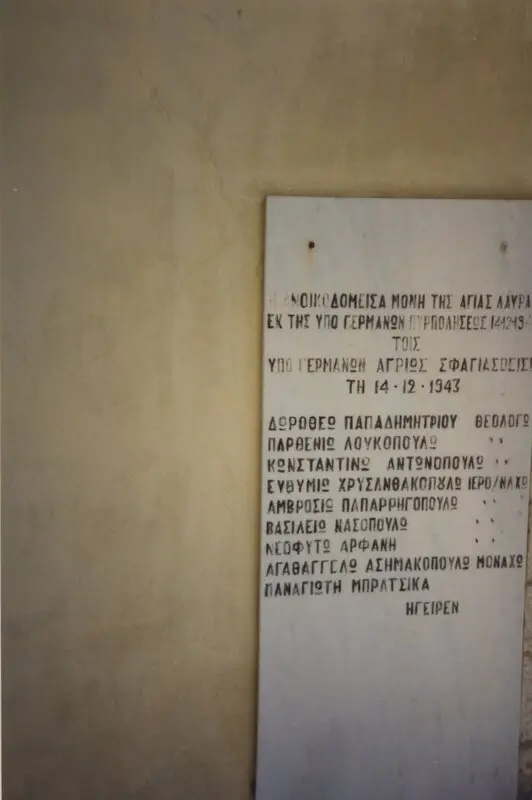 ΝΟΙΚΟΔΟΜΕΙΣΑ ΜΟΝΗ ΤΗΣ ΑΓΙΑΣ ΛΑΥΡΑ
ΕΚ ΤΗΣ ΥΠΟ ΓΕΡΜΑΝΩΝ ΠΥΡΠΟΛΗΣΕΩΣ
ΤΟΙΣ
ΥΠΟ ΓΕΡΜΑΝΩΝ ΑΓΡΙΩΣ ΣΦΑΓΙΑΣΘΕΙΣΙ
ΤΗ 14-12-1943
ΔΩΡΟΘΕΩ ΠΑΠΑΔΗΜΗΤΡΙΟΥ ΘΕΟΛΟΓΩ
ΠΑΡΘΕΝΙΩ ΛΟΥΚΟΠΟΥΛΩ " 
ΚΩΝΣΤΑΝΤΙΝΩ ΑΝΤΩΝΟΠΟΥΛΩ "
ΕΥΘΥΜΙΩ ΧΡΥΣΑΝΘΑΚΟΠΟΥΛΩ ΙΕΡΟ/ΝΑΧΩ
ΑΜΒΡΟΣΙΩ ΠΑΠΑΡΡΗΓΟΠΟΥΛΩ "
ΒΑΣΙΛΕΙΩ ΝΑΣΟΠΟΥΛΩ "
ΝΕΟΦΥΤΩ ΑΡΦΑΝΗ "
ΑΓΑΘΑΓΓΕΛΩ ΑΣΗΜΑΚΟΠΟΥΛΩ ΜΟΝΑΧΩ
ΠΑΝΑΓΙΩΤΗ ΜΠΡΑΤΣΙΚΑ
ΗΓΕΙΡΕΝ